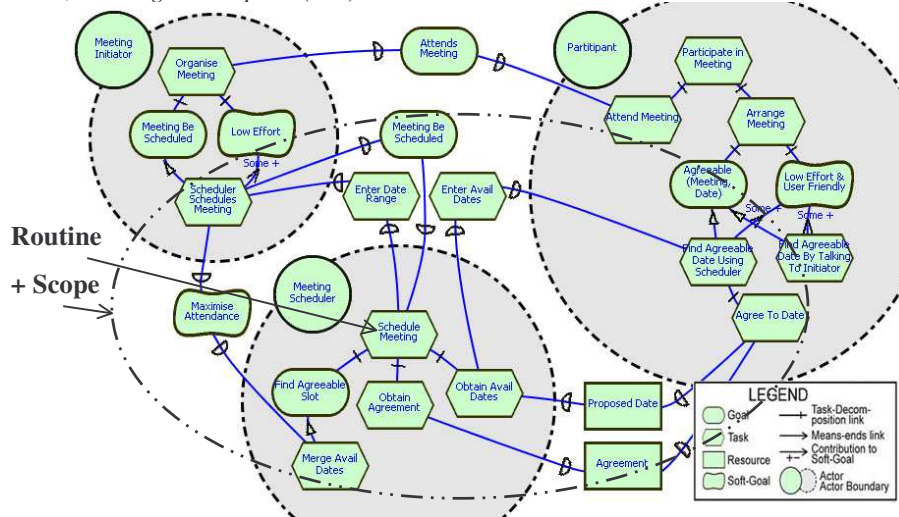 Meeting
Initiator
Organise
Meeting
Meeting Be
Scheduled
Low Effort
Some +
Scheduler
Schedules
Meeting
Attends
Meeting
Meeting Be
Scheduled
Enter Date
Range
Enter Avail
Dates
Partitipant
Participate in
Meeting
Attend Meeting
Arrange
Meeting
Agreeable
(Meeting,
Date)
Low Effort &
User Friendly
Some +
Some +
Find Agreeable
Date Using
Scheduler
Find Agreeable
Date By Talking
To Initiator
Agree To Date
Routine
+ Scope
Maximise
Attendance
Meeting
Scheduler
Schedule
Meeting
Find Agreeable
Slot
Obtain
Agreement
Obtain Avail
Dates
Merge Avail
Dates
Proposed Date
Agreement
LEGEND
Goal
Task
Resource
Soft-Goal
Task-Decom-
position link
Means-ends link
Contribution to
Soft-Goal
Actor
Actor Boundary